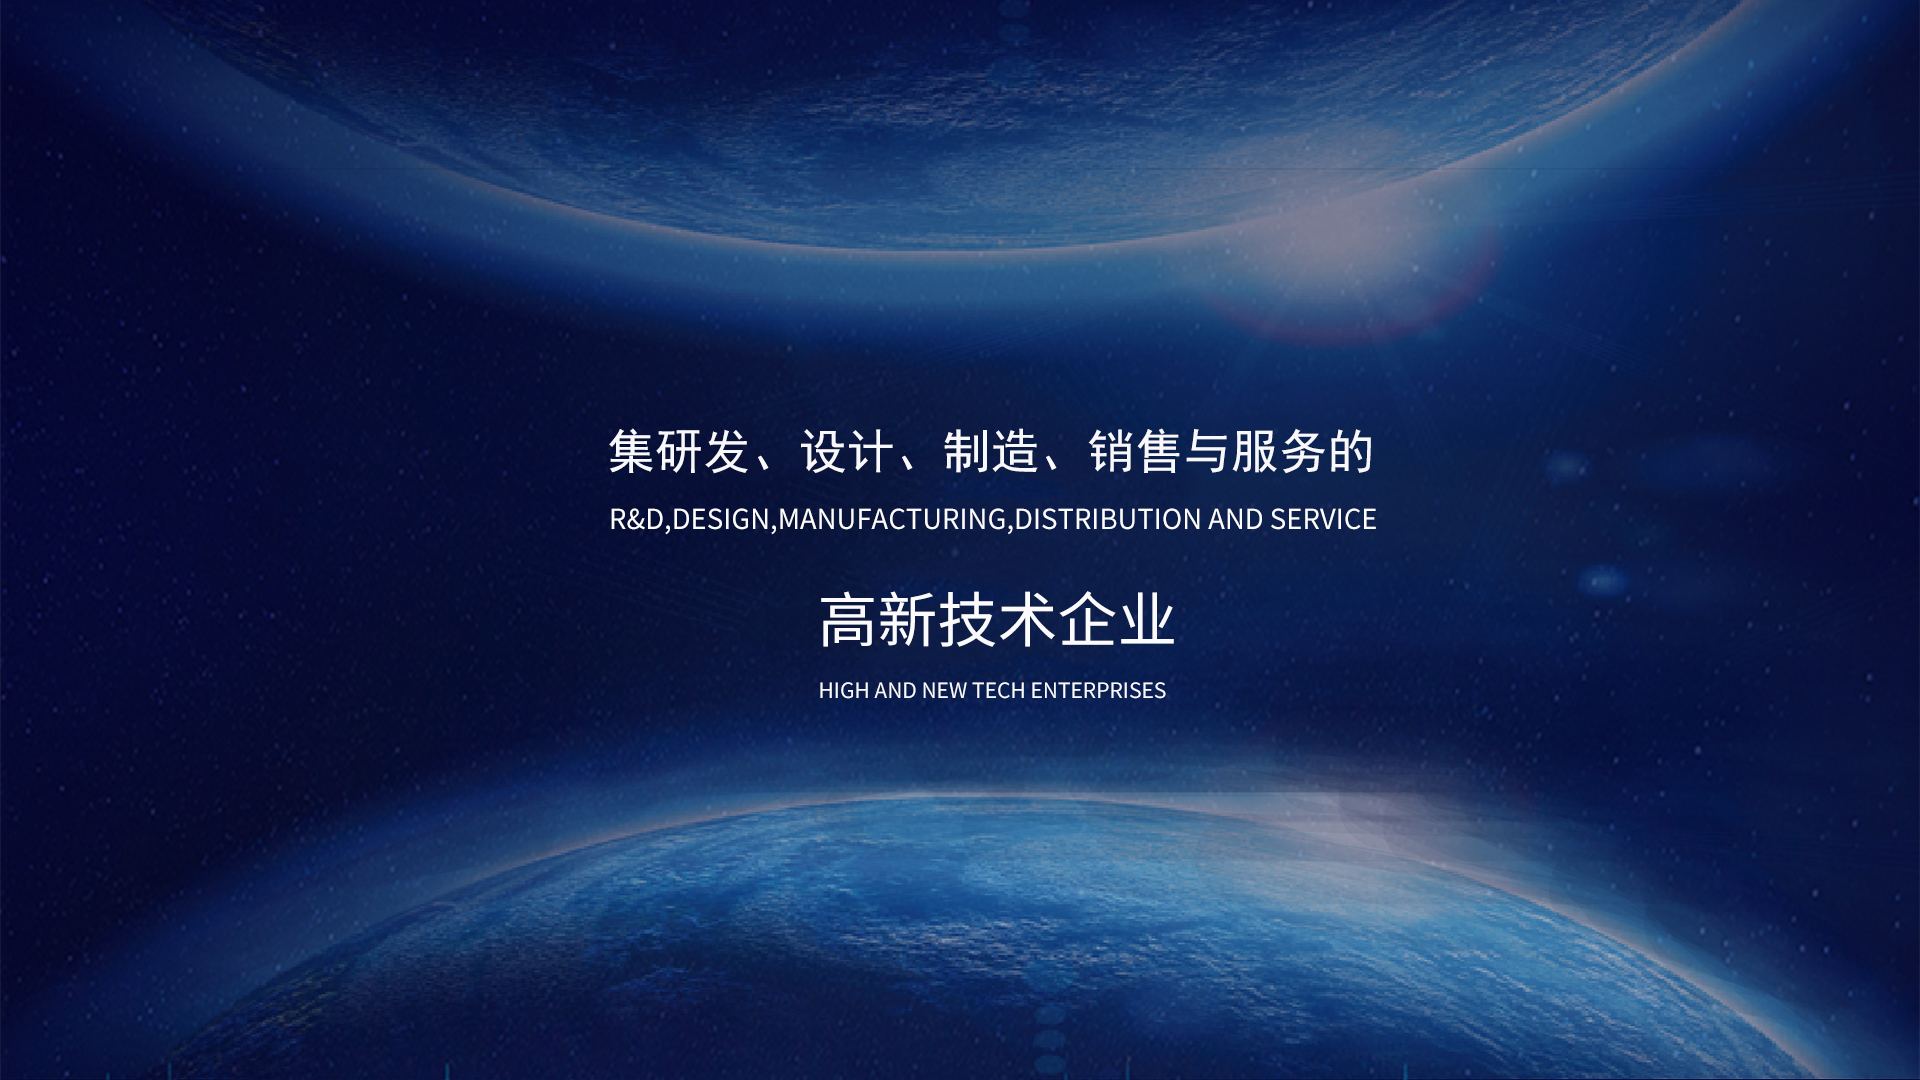 集研发、设计、制造、销售与服务的
R&D,DESIGN,MANUFACTURING,DISTRIBUTION AND SERVICE
高新技术企业
HIGH AND NEW TECH ENTERPRISES